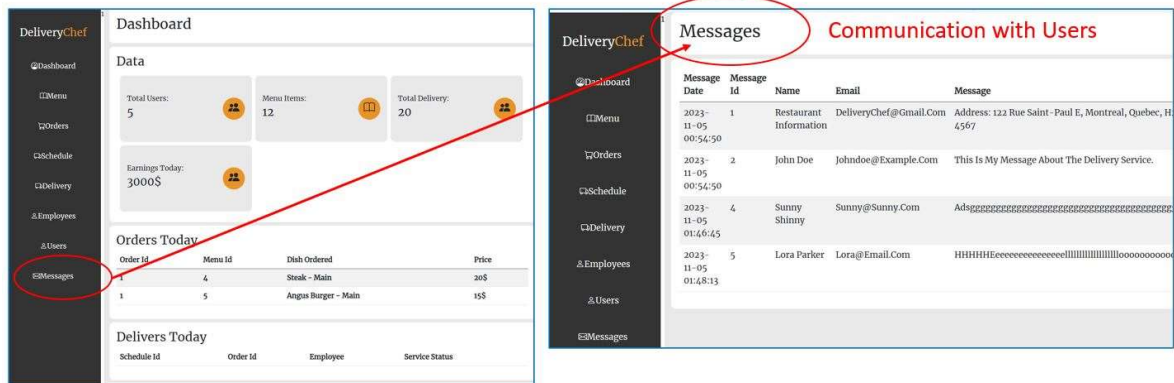 DeliveryChef
Dashboard
Menu
Orders
Schedule
Delivery
Employees
Users
Messages
1
Dashboard
Data
Total Users:
5
Menu Items:
12
Total Delivery:
20
Earnings Today:
3000$
Orders Today
Order Id Menu Id Dish Ordered Price
1 4 Steak - Main 20$
1 5 Angus Burger - Main 15$
Delivers Today
Schedule Id Order Id Employee Service Status
DeliveryChef
Dashboard
Menu
Orders
Schedule
Delivery
Employees
Users
Messages
1
Messages
Communication with Users
Message Message
Date Id Name Email Message
2023- 1 Restaurant DeliveryChef@Gmail.Com Address: 122 Rue Saint-Paul E, Montreal, Quebec,
11-05 Information 4567
00:54:50
2023- 2 John Doe Johndoe@Example.Com This Is My Message About The Delivery Service.
11-05
00:54:50
2023- 4 Sunny Sunny@Sunny.Com
11-05 Shinny
01:46:45
2023- 5 Lora Parker Lora@Email.Com
11-05
01:48:13